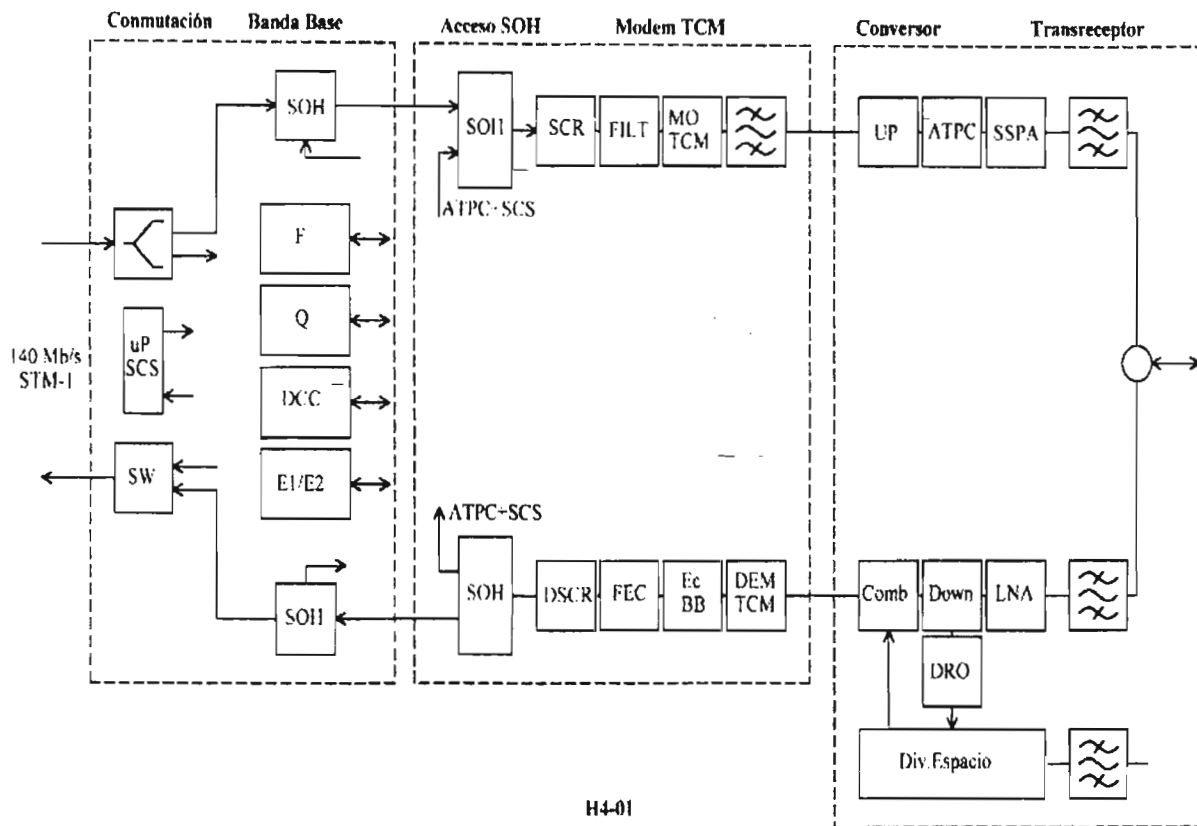 Conmutación Banda Base Acceso SOH Modem TCM Conversor Transreceptor
SOH
SOH
SCR
FILT
MO
TCM
UP
ATPC
SSPA
ATPC+SCS
F
Q
uP
SCS
140 Mb/s
STM-1
DCC
SW
E1/E2
ATPC+SCS
SOH
SOH
DSCR
FEC
Ec
BB
DEM
TCM
Comb
Down
LNA
DRO
Div.Espacio
H4-01